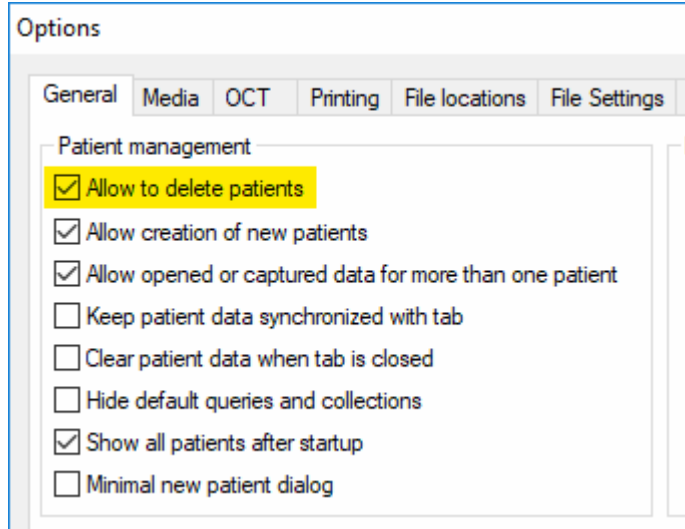 Options
General Media OCT Printing File locations File Settings
Patient management
Allow to delete patients
Allow creation of new patients
Allow opened or captured data for more than one patient
Keep patient data synchronized with tab
Clear patient data when tab is closed
Hide default queries and collections
Show all patients after startup
Minimal new patient dialog